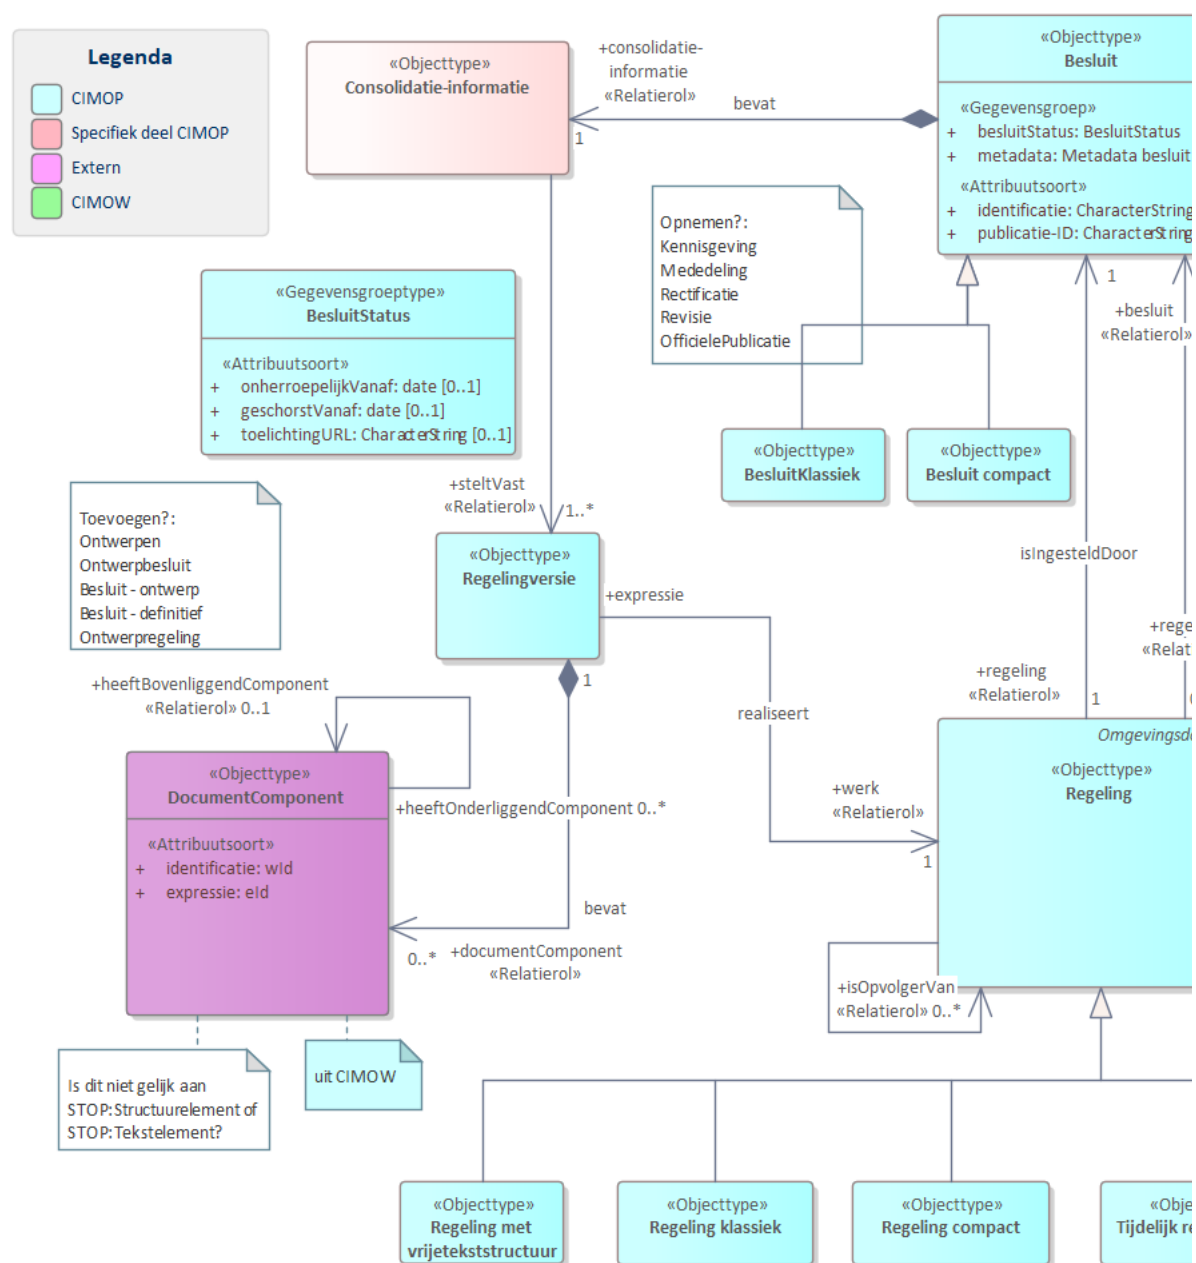 Legenda
CIMOP
Specifiek deel CIMOP
Extern
CIMOW
«Objecttype»
Consolidatie-informatie
+consolidatie-
informatie
«Relatierol»
bevat
1
«Objecttype»
Besluit
«Gegevensgroep»
+ besluitStatus: BesluitStatus
+ metadata: Metadata besluit
«Attribuutsoort»
+ identificatie: CharacterString
+ publicatie-ID: CharacterString
Opnemen?:
Kennisgeving
Mededeling
Rectificatie
Revisie
OfficielePublicatie
1
+besluit
«Relatierol»
«Gegevensgroeptype»
BesluitStatus
«Attribuutsoort»
+ onherroepelijkVanaf: date [0..1]
+ geschorstVanaf: date [0..1]
+ toelichtingURL: CharacterString [0..1]
«Objecttype»
BesluitKlassiek
«Objecttype»
Besluit compact
+steltVast
«Relatierol»
1..*
Toevoegen?:
Ontwerpen
Ontwerpbesluit
Besluit - ontwerp
Besluit - definitief
Ontwerpregeling
«Objecttype»
Regelingversie
+expressie
isIngesteldDoor
+rege
«Relat
+regeling
«Relatierol»
1
1
+heeftBovenliggendComponent
«Relatierol» 0..1
realiseert
«Objecttype»
DocumentComponent
«Attribuutsoort»
+ identificatie: wId
+ expressie: eId
+heeftOnderliggendComponent 0..*
+werk
«Relatierol»
1
Omgevingsdo
«Objecttype»
Regeling
bevat
0..*
+documentComponent
«Relatierol»
+isOpvolgerVan
«Relatierol» 0..*
Is dit niet gelijk aan
STOP:Structuurelement of
STOP:Tekstelement?
uit CIMOW
«Objecttype»
Regeling met
vrijetekststructuur
«Objecttype»
Regeling klassiek
«Objecttype»
Regeling compact
«Obje
Tijdelijk re